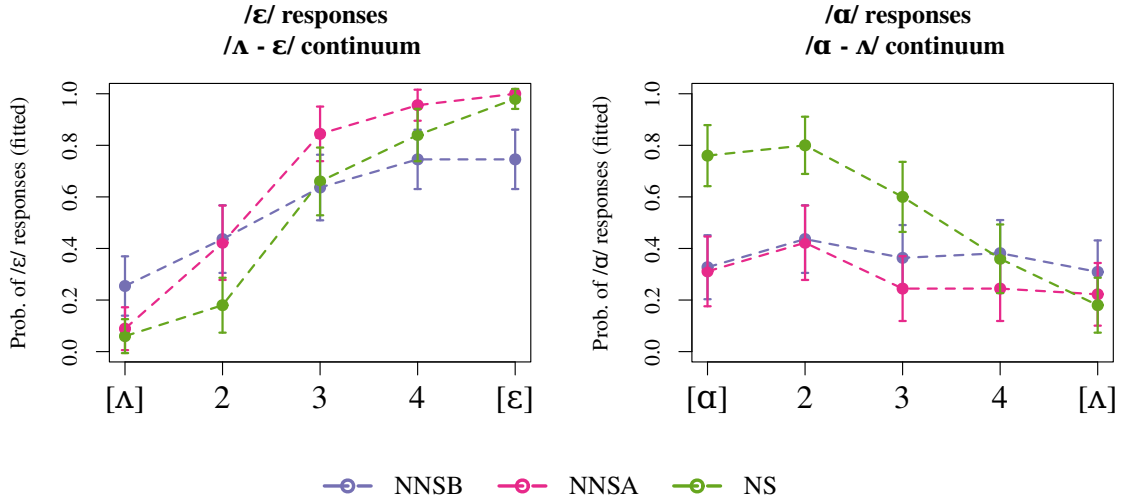 /ɛ/ responses
/ʌ - ɛ/ continuum
Prob. of /ɛ/ responses (fitted)
1.0
0.8
0.6
0.4
0.2
0.0
[ʌ] 2 3 4 [ɛ]
/ɑ/ responses
/ɑ - ʌ/ continuum
Prob. of /ɑ/ responses (fitted)
1.0
0.8
0.6
0.4
0.2
0.0
[ɑ] 2 3 4 [ʌ]
NNSB NNSA NS